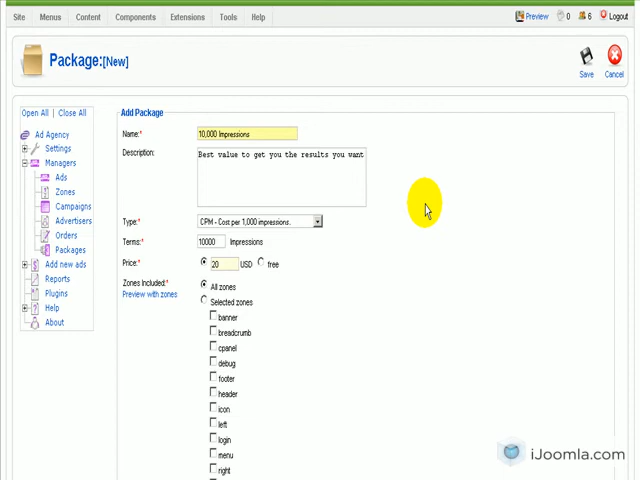 Site Menus Content Components Extensions Tools Help Preview 0 6 Logout
Package:[New]
Save Cancel
Open All | Close All
Ad Agency
Settings
Managers
Ads
Zones
Campaigns
Advertisers
Orders
Packages
Add new ads
Reports
Plugins
Help
About
Add Package
Name:* 10,000 Impressions
Description: Best value to get you the results you want
Type:* CPM - Cost per 1,000 impressions.
Terms:* 10000 Impressions
Price:* 20 USD free
Zones Included:* All zones
Preview with zones
Selected zones
banner
breadcrumb
cpanel
debug
footer
header
icon
left
login
menu
right
iJoomla.com